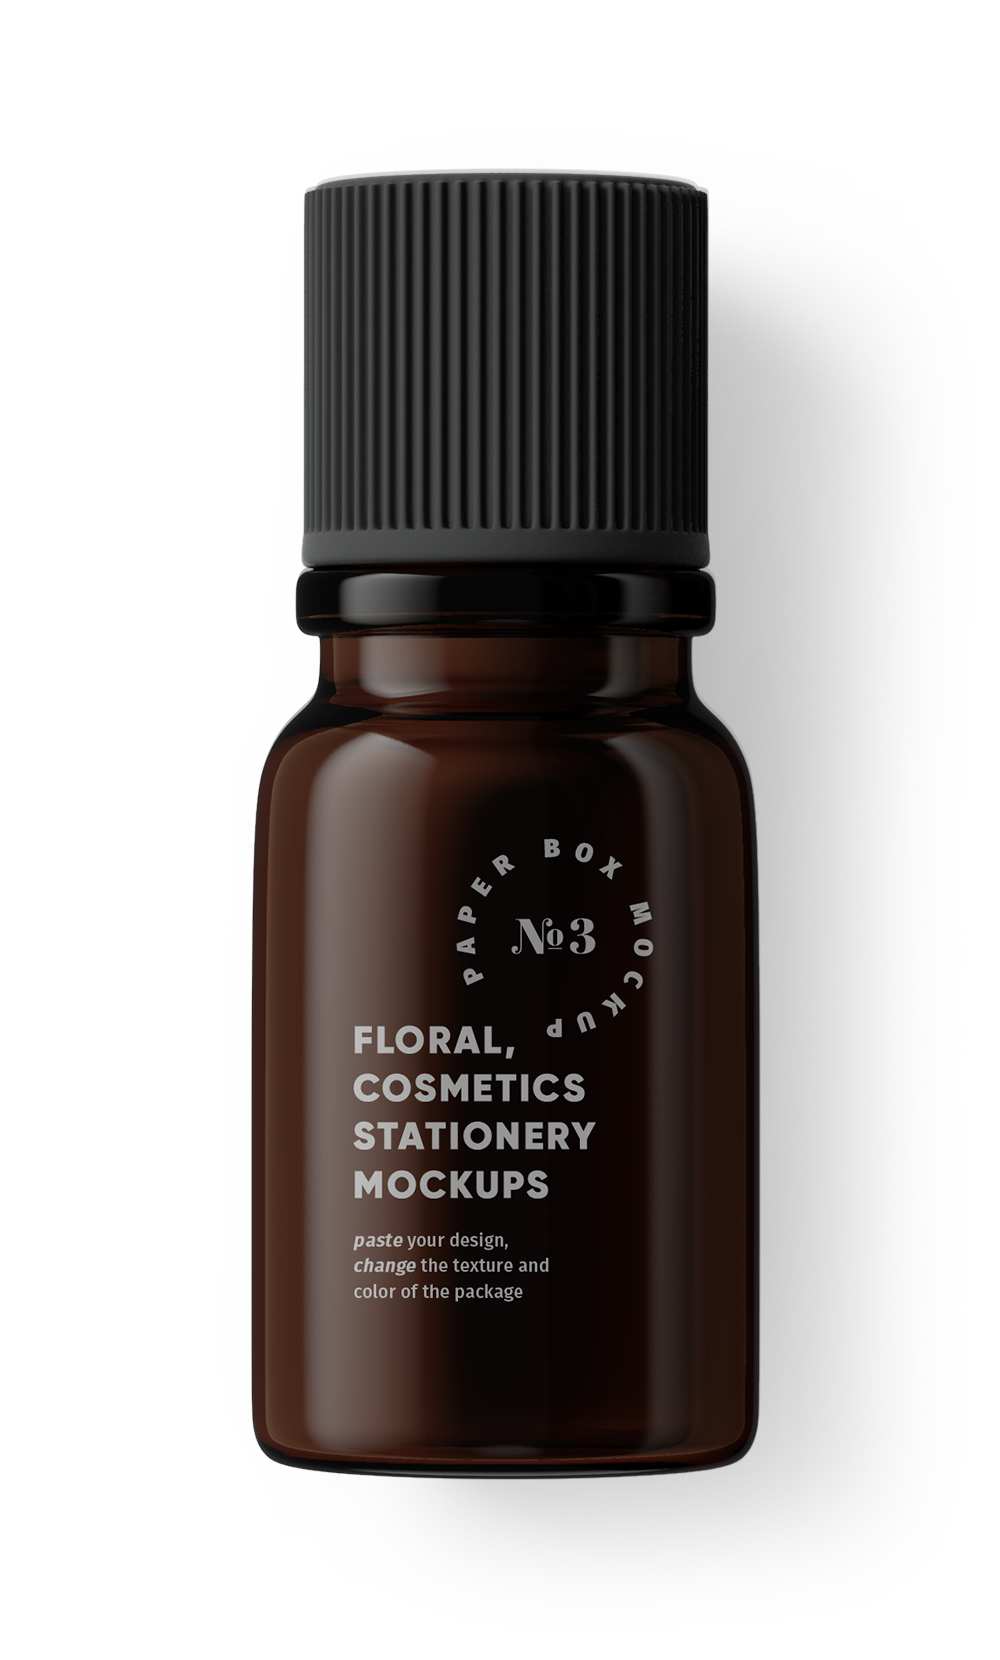 PAPER BOX MOCKUP
№3
FLORAL,
COSMETICS
STATIONERY
MOCKUPS
paste your design,
change the texture and
color of the package